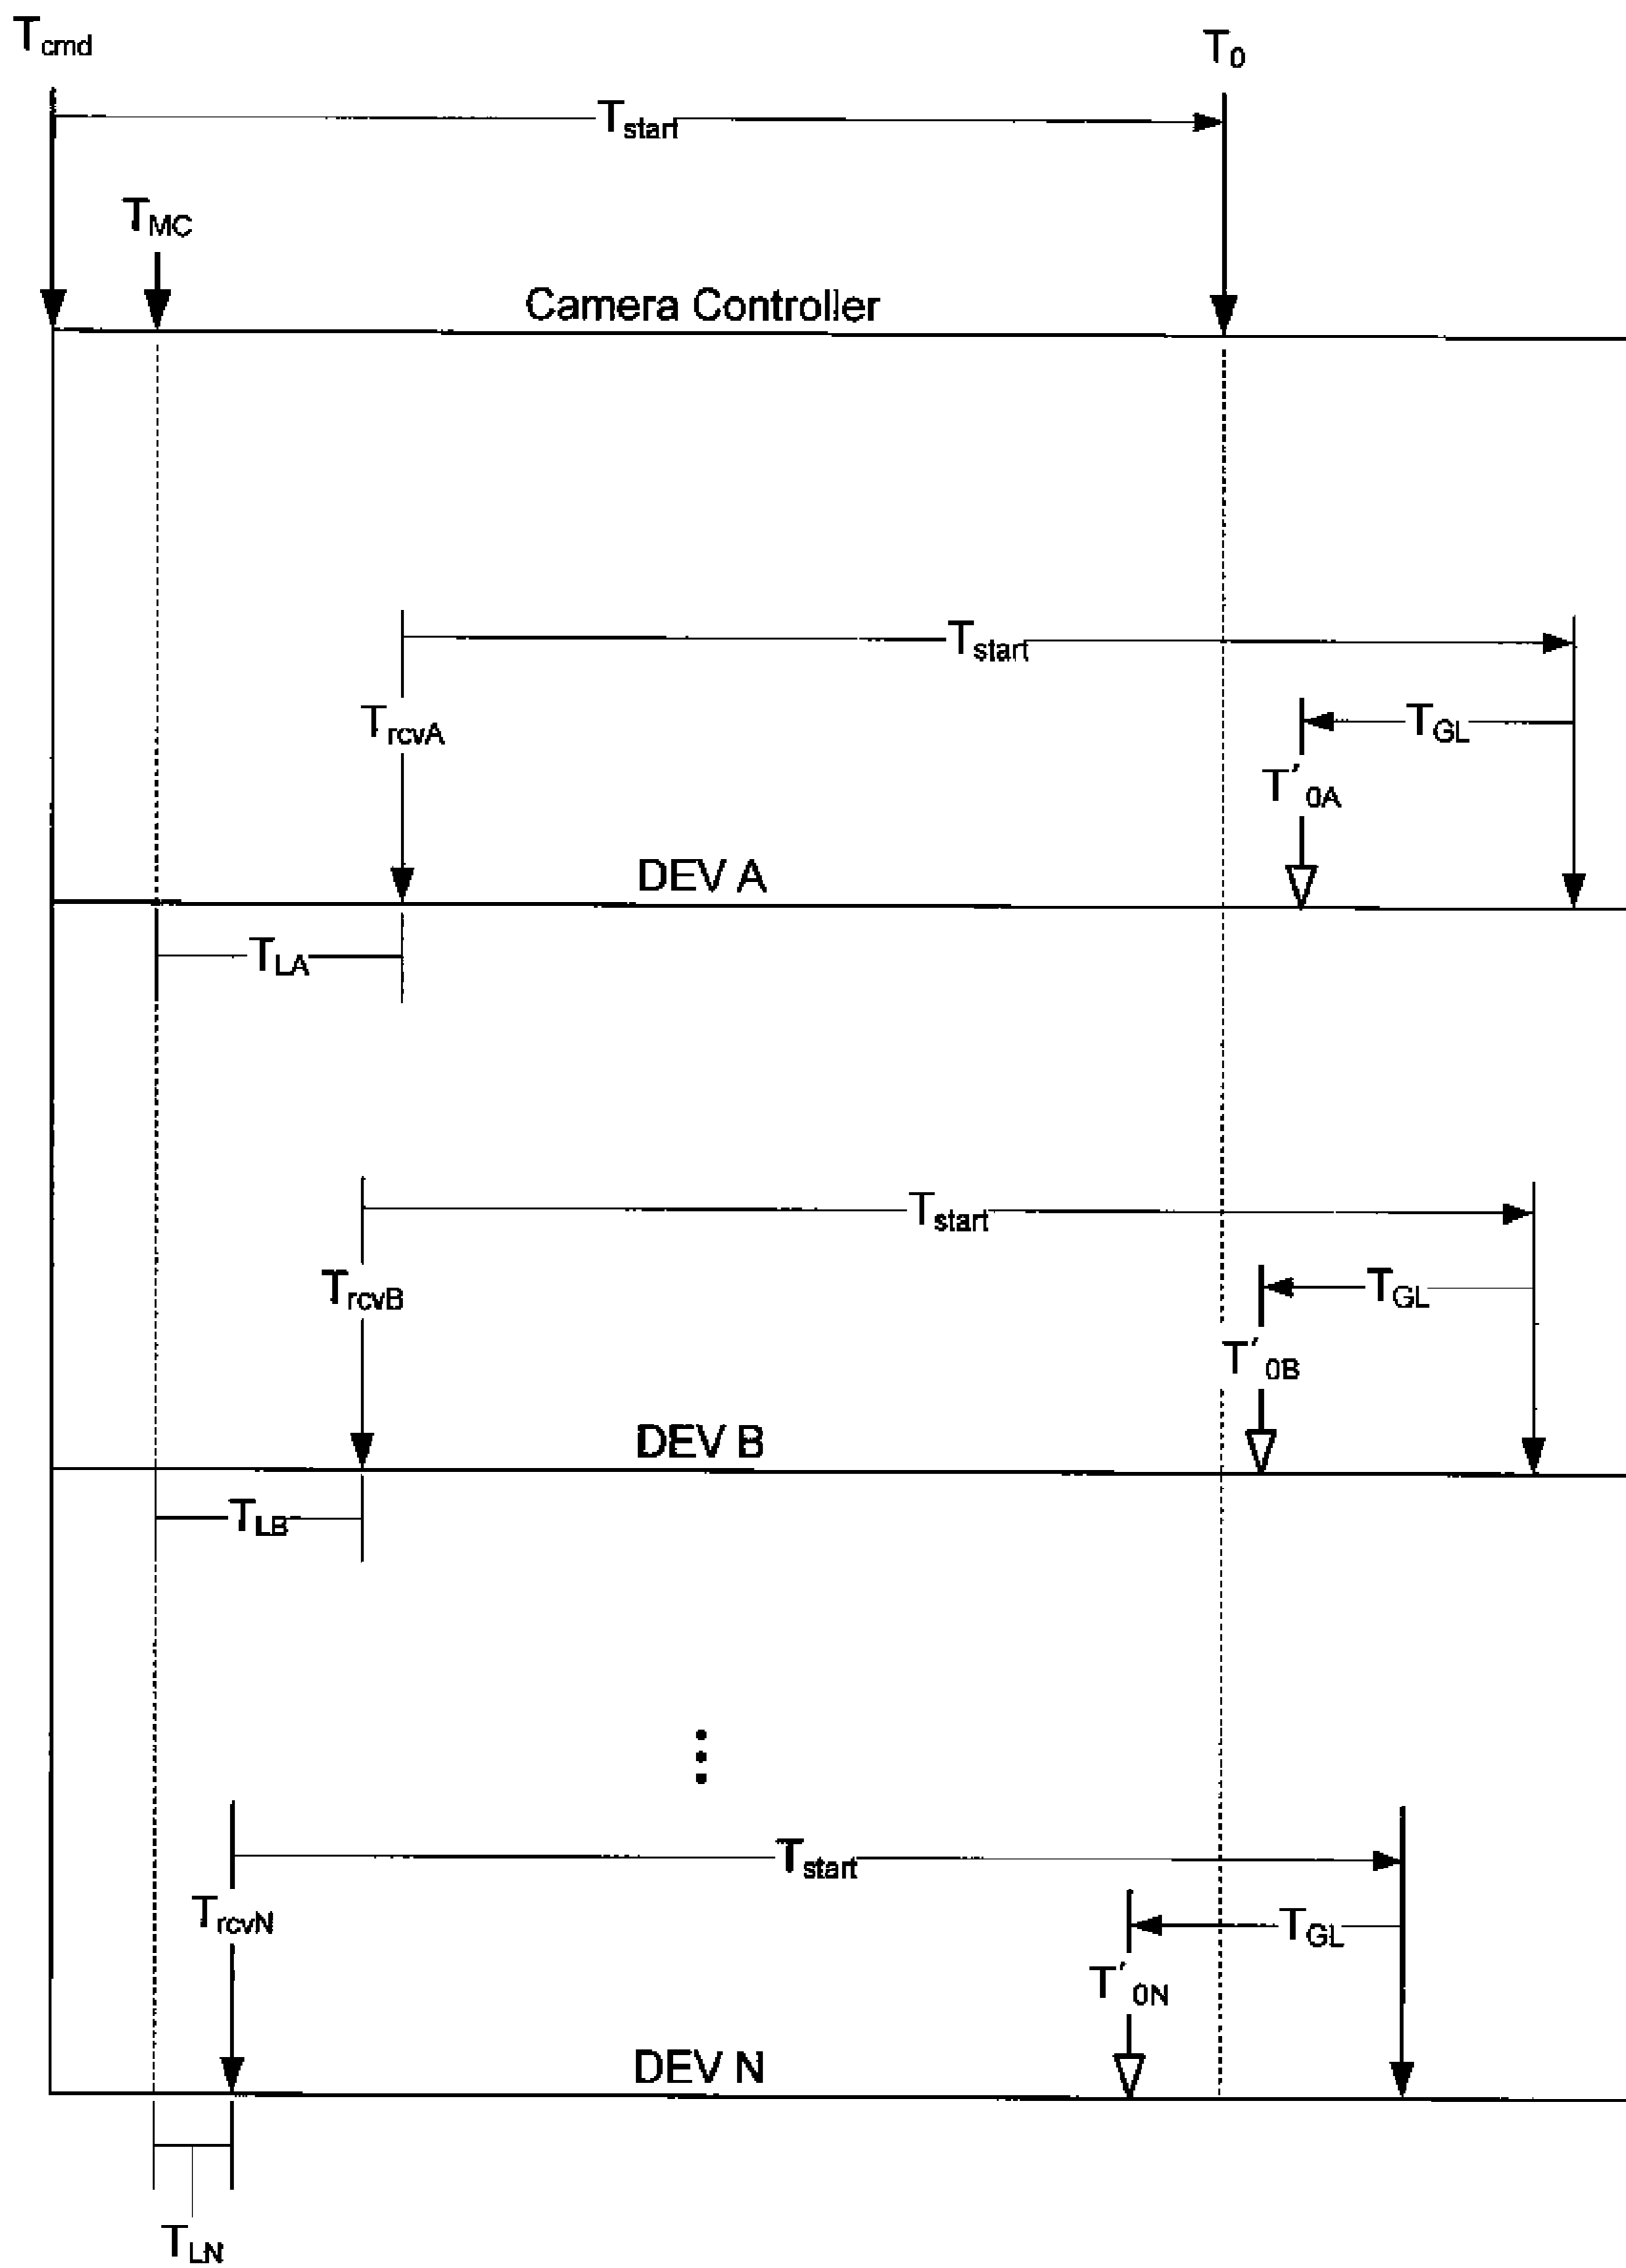 Tcmd
T0
Tstart
TMC
Camera Controller
Tstart
TrcvA
TGL
T′0A
DEV A
TLA
Tstart
TrcvB
TGL
T′0B
DEV B
TLB
Tstart
TrcvN
TGL
T′0N
DEV N
TLN